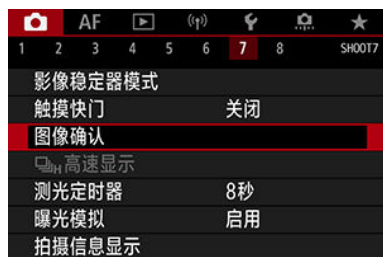 AF
1 2 3 4 5 6 7 8 SHOOT7
影像稳定器模式
触摸快门 关闭
图像确认
H高速显示
测光定时器 8秒
曝光模拟 启用
拍摄信息显示